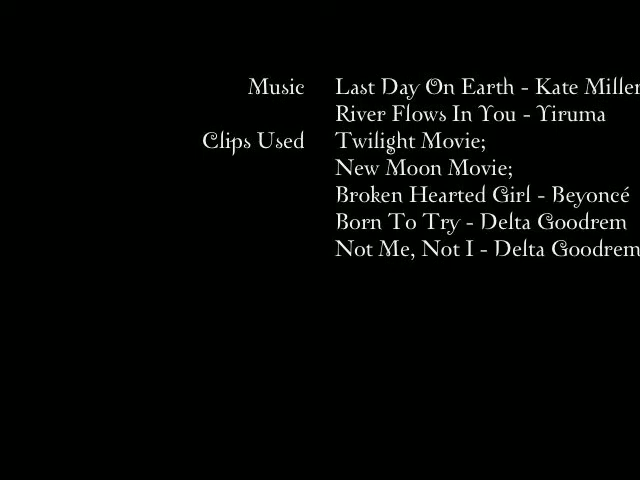 Music Last Day On Earth - Kate Miller
River Flows In You - Yiruma
Clips Used Twilight Movie;
New Moon Movie;
Broken Hearted Girl - Beyoncé
Born To Try - Delta Goodrem
Not Me, Not I - Delta Goodrem